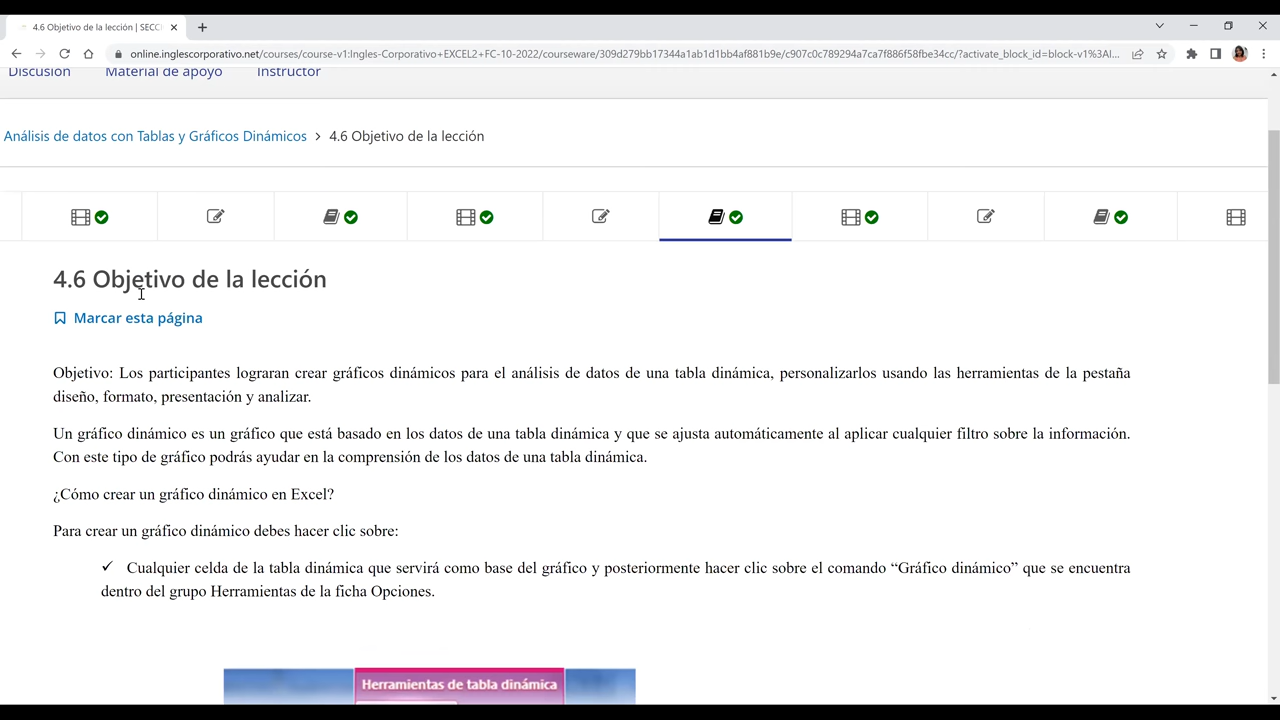 4.6 Objetivo de la lección | SECCI
online.inglescorporativo.net/courses/course-v1:Ingles-Corporativo+EXCEL2+FC-10-2022/courseware/309d279bb17344a1ab1d1bb4af881b9e/c907c0c789294a7ca7f886f58fbe34cc/?activate_block_id=block-v1%3AI...
Discusión Material de apoyo Instructor
Análisis de datos con Tablas y Gráficos Dinámicos > 4.6 Objetivo de la lección
4.6 Objetivo de la lección
Marcar esta página
Objetivo: Los participantes lograran crear gráficos dinámicos para el análisis de datos de una tabla dinámica, personalizarlos usando las herramientas de la pestaña
diseño, formato, presentación y analizar.
Un gráfico dinámico es un gráfico que está basado en los datos de una tabla dinámica y que se ajusta automáticamente al aplicar cualquier filtro sobre la información.
Con este tipo de gráfico podrás ayudar en la comprensión de los datos de una tabla dinámica.
¿Cómo crear un gráfico dinámico en Excel?
Para crear un gráfico dinámico debes hacer clic sobre:
✓ Cualquier celda de la tabla dinámica que servirá como base del gráfico y posteriormente hacer clic sobre el comando “Gráfico dinámico” que se encuentra
dentro del grupo Herramientas de la ficha Opciones.
Herramientas de tabla dinámica